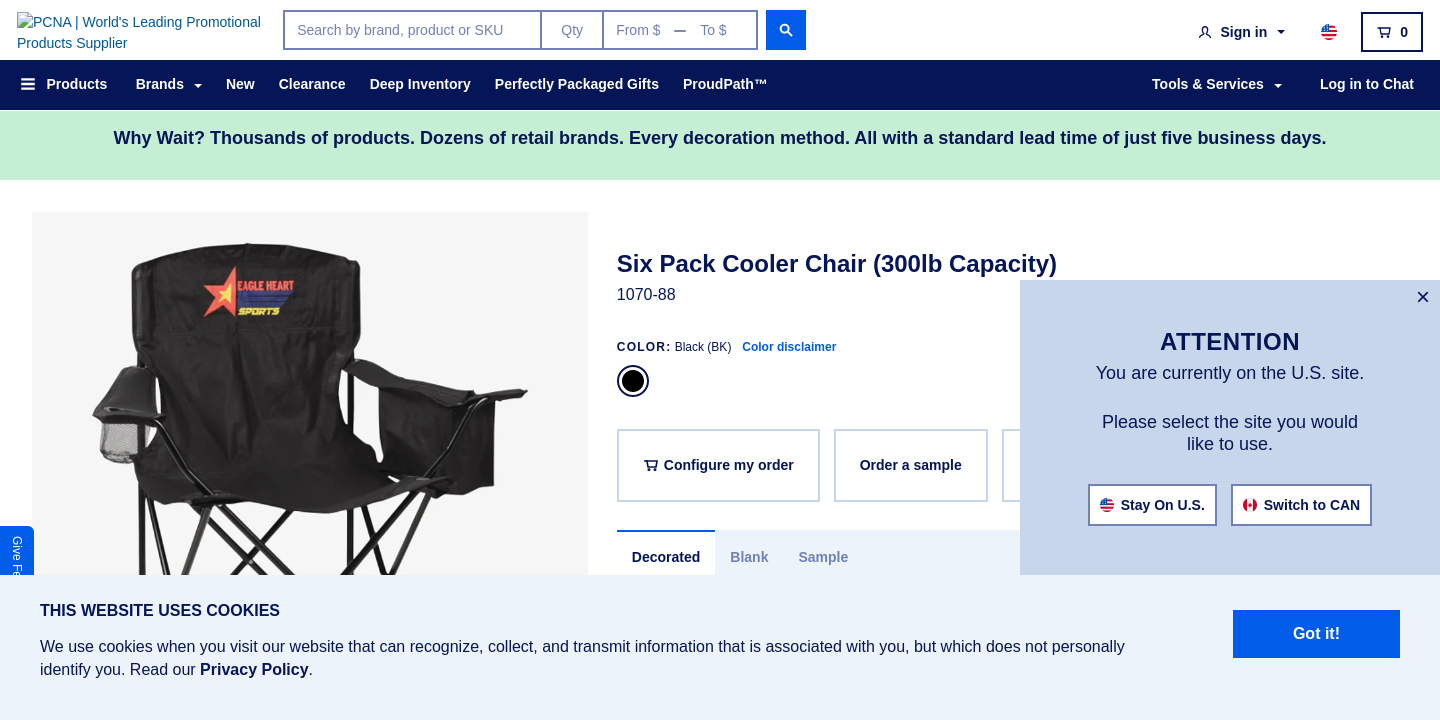 PCNA | World's Leading Promotional
Products Supplier
Search by brand, product or SKU
Qty
From $ — To $
Sign in
0
Products
Brands
New
Clearance
Deep Inventory
Perfectly Packaged Gifts
ProudPath™
Tools & Services
Log in to Chat
Why Wait? Thousands of products. Dozens of retail brands. Every decoration method. All with a standard lead time of just five business days.
EAGLE HEART
SPORTS
Six Pack Cooler Chair (300lb Capacity)
1070-88
COLOR: Black (BK) Color disclaimer
Configure my order
Order a sample
Decorated
Blank
Sample
×
ATTENTION
You are currently on the U.S. site.
Please select the site you would
like to use.
Stay On U.S.
Switch to CAN
Give
THIS WEBSITE USES COOKIES
We use cookies when you visit our website that can recognize, collect, and transmit information that is associated with you, but which does not personally
identify you. Read our Privacy Policy.
Got it!